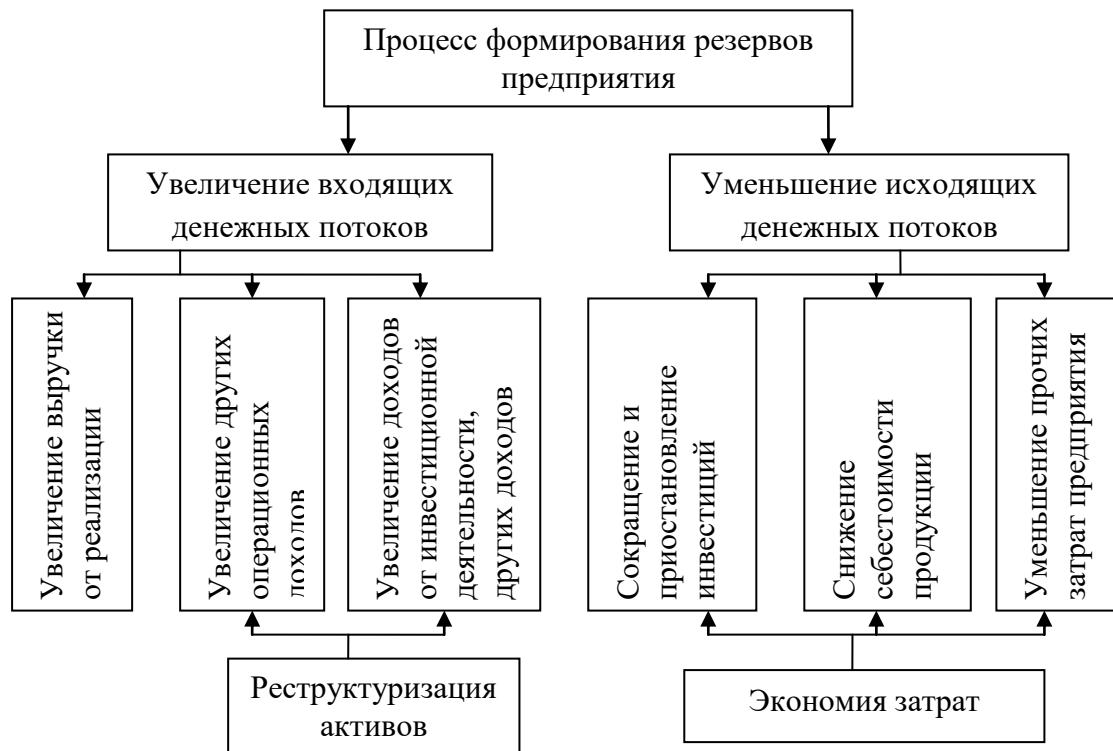 Процесс формирования резервов
предприятия
Увеличение входящих
денежных потоков
Уменьшение исходящих
денежных потоков
Увеличение выручки
от реализации
Увеличение других
операционных
доходов
Увеличение доходов
от инвестиционной
деятельности,
других доходов
Сокращение и
приостановление
инвестиций
Снижение
себестоимости
продукции
Уменьшение прочих
затрат предприятия
Реструктуризация
активов
Экономия затрат